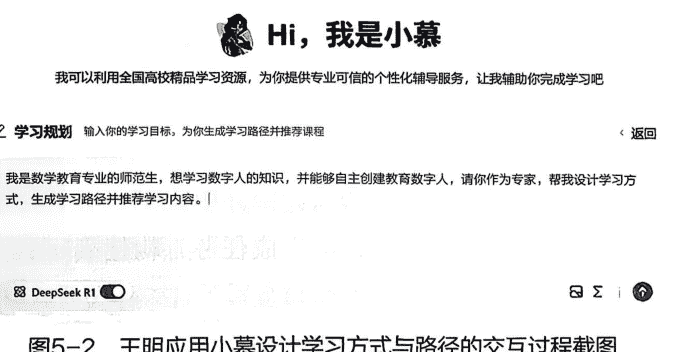 Hi，我是小慕
我可以利用全国高校精品学习资源，为你提供专业可信的个性化辅导服务，让我辅助你完成学习吧
学习规划 输入你的学习目标，为你生成学习路径并推荐课程
‹ 返回
我是数学教育专业的师范生，想学习数字人的知识，并能够自主创建教育数字人，请你作为专家，帮我设计学习方
式，生成学习路径并推荐学习内容。
DeepSeek R1
图5-2 王明应用小慕设计学习方式与路径的交互过程截图